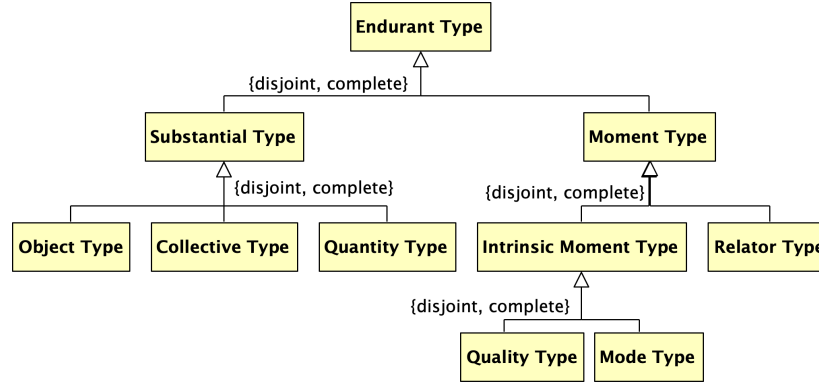 Endurant Type
{disjoint, complete}
Substantial Type
Moment Type
{disjoint, complete}
{disjoint, complete}
Object Type
Collective Type
Quantity Type
Intrinsic Moment Type
Relator Type
{disjoint, complete}
Quality Type
Mode Type